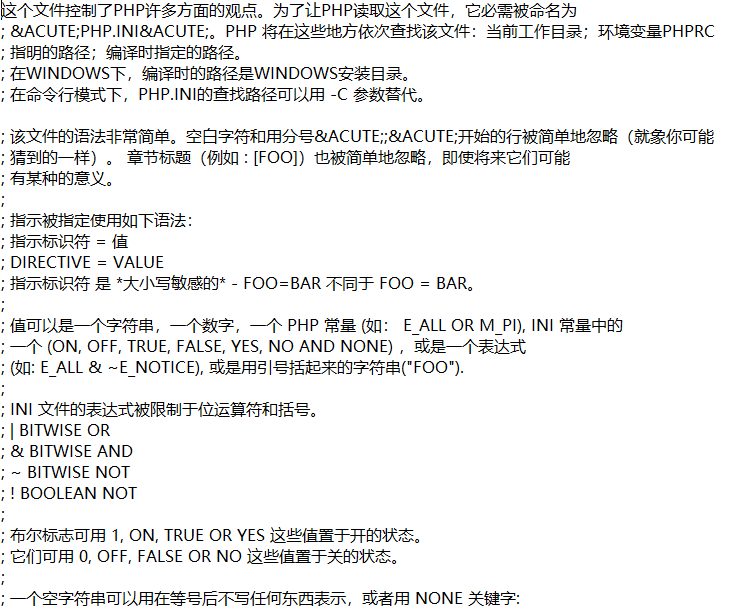 这个文件控制了PHP许多方面的观点。为了让PHP读取这个文件，它必需被命名为
; &ACUTE;PHP.INI&ACUTE;。PHP 将在这些地方依次查找该文件：当前工作目录；环境变量PHPRC
; 指明的路径；编译时指定的路径。
; 在WINDOWS下，编译时的路径是WINDOWS安装目录。
; 在命令行模式下，PHP.INI的查找路径可以用 -C 参数替代。

; 该文件的语法非常简单。空白字符和用分号&ACUTE;;&ACUTE;开始的行被简单地忽略（就象你可能
; 猜到的一样）。 章节标题（例如 : [FOO]）也被简单地忽略，即使将来它们可能
; 有某种的意义。
;
; 指示被指定使用如下语法：
; 指示标识符 = 值
; DIRECTIVE = VALUE
; 指示标识符 是 *大小写敏感的* - FOO=BAR 不同于 FOO = BAR。
;
; 值可以是一个字符串，一个数字，一个 PHP 常量 (如： E_ALL OR M_PI), INI 常量中的
; 一个 (ON, OFF, TRUE, FALSE, YES, NO AND NONE) ，或是一个表达式
; (如: E_ALL & ~E_NOTICE), 或是用引号括起来的字符串("FOO").
;
; INI 文件的表达式被限制于位运算符和括号。
; | BITWISE OR
; & BITWISE AND
; ~ BITWISE NOT
; ! BOOLEAN NOT
;
; 布尔标志可用 1, ON, TRUE OR YES 这些值置于开的状态。
; 它们可用 0, OFF, FALSE OR NO 这些值置于关的状态。
;
; 一个空字符串可以用在等号后不写任何东西表示，或者用 NONE 关键字: